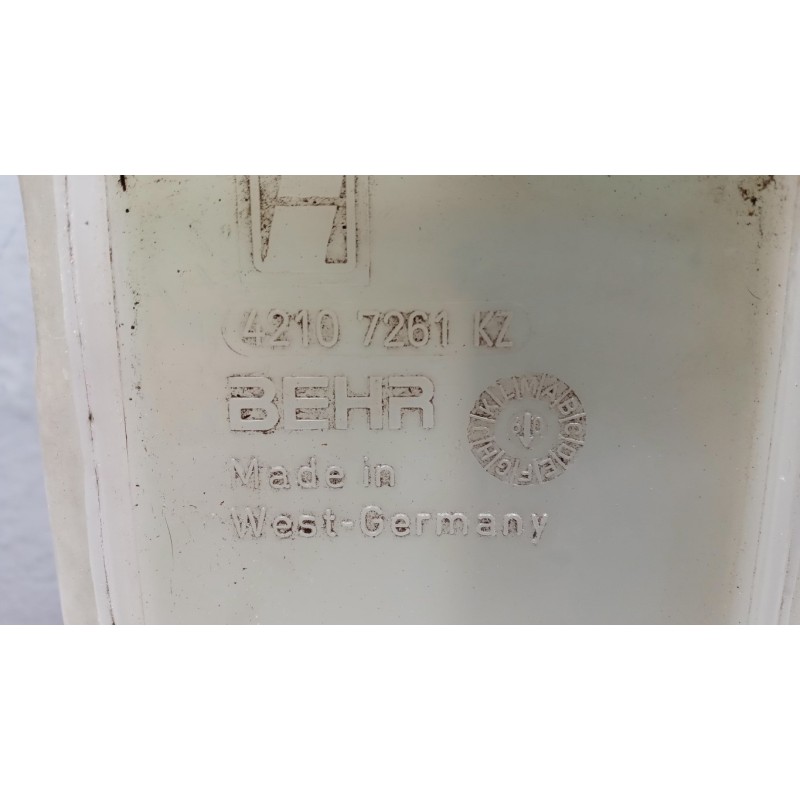 4210 7261 KZ
BEHR
Made in
West-Germany